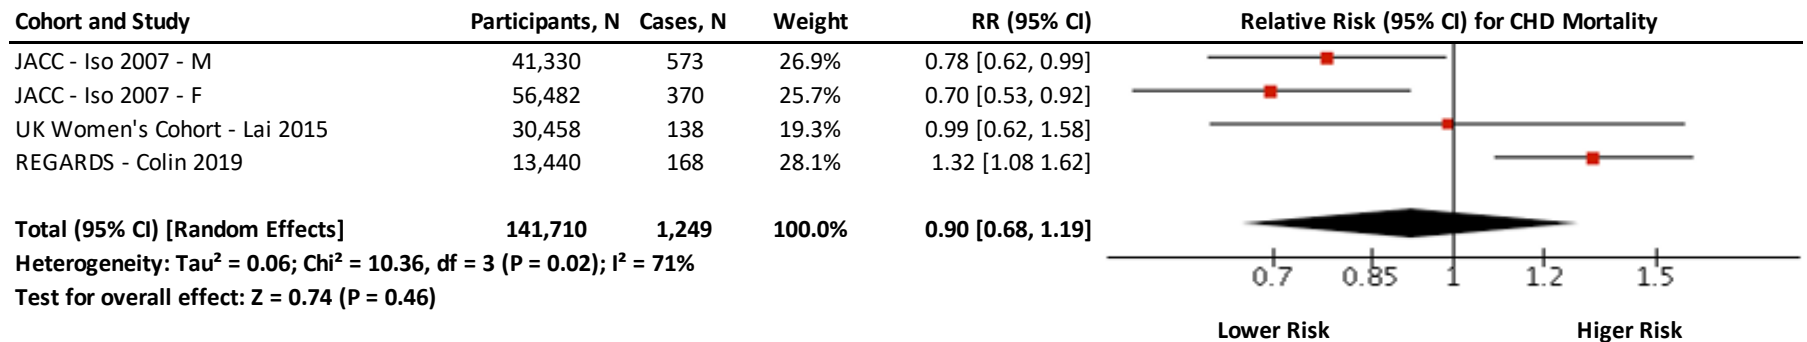 Cohort and Study Participants, N Cases, N Weight RR (95% CI) Relative Risk (95% CI) for CHD Mortality
JACC - Iso 2007 - M 41,330 573 26.9% 0.78 [0.62, 0.99]
JACC - Iso 2007 - F 56,482 370 25.7% 0.70 [0.53, 0.92]
UK Women's Cohort - Lai 2015 30,458 138 19.3% 0.99 [0.62, 1.58]
REGARDS - Colin 2019 13,440 168 28.1% 1.32 [1.08 1.62]
Total (95% CI) [Random Effects] 141,710 1,249 100.0% 0.90 [0.68, 1.19]
Heterogeneity: Tau² = 0.06; Chi² = 10.36, df = 3 (P = 0.02); I² = 71%
0.7 0.85 1 1.2 1.5
Test for overall effect: Z = 0.74 (P = 0.46)
Lower Risk Higer Risk